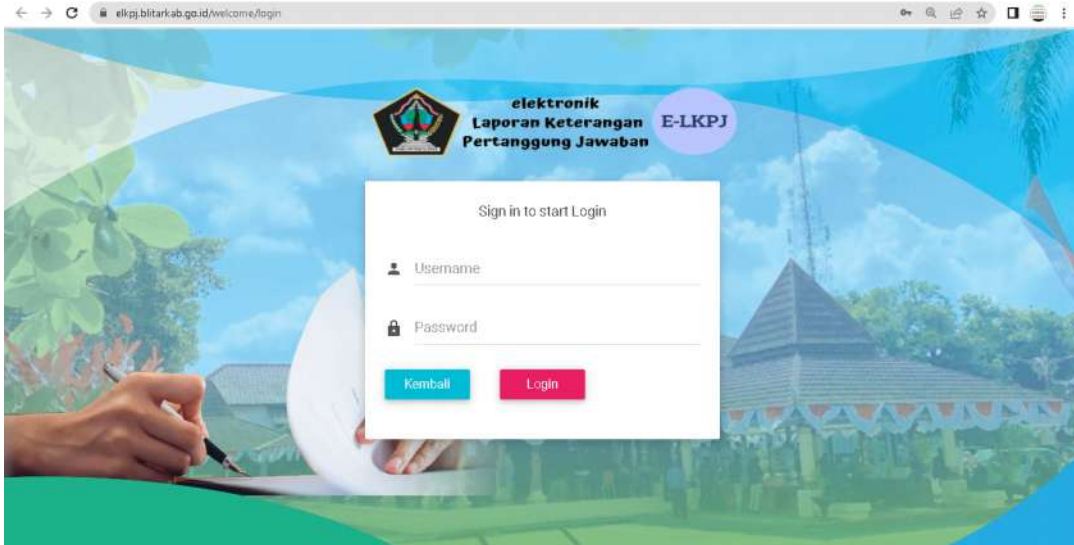 elkpj.blitarkab.go.id/welcome/login
elektronik
Laporan Keterangan
Pertanggung Jawaban
E-LKPJ
Sign in to start Login
Username
Password
Kembali
Login